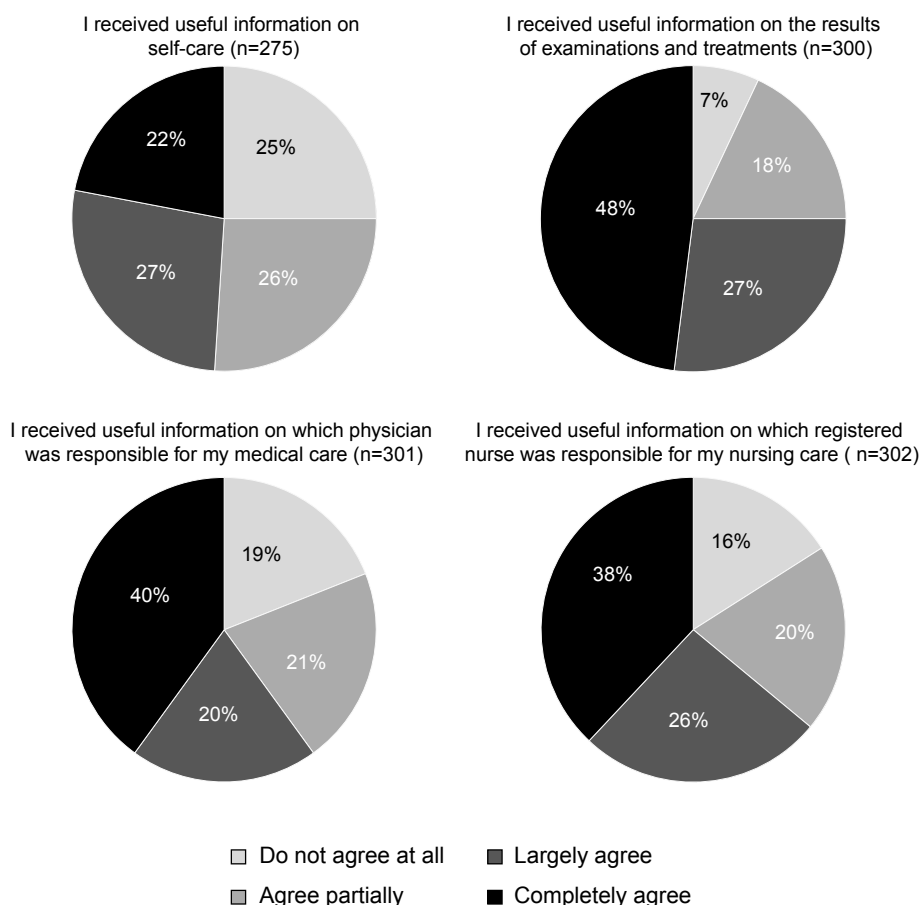 I received useful information on
self-care (n=275)
I received useful information on the results
of examinations and treatments (n=300)
22%
25%
27%
26%
7%
18%
48%
27%
I received useful information on which physician
was responsible for my medical care (n=301)
I received useful information on which registered
nurse was responsible for my nursing care ( n=302)
19%
40%
21%
20%
16%
38%
20%
26%
Do not agree at all
Largely agree
Agree partially
Completely agree